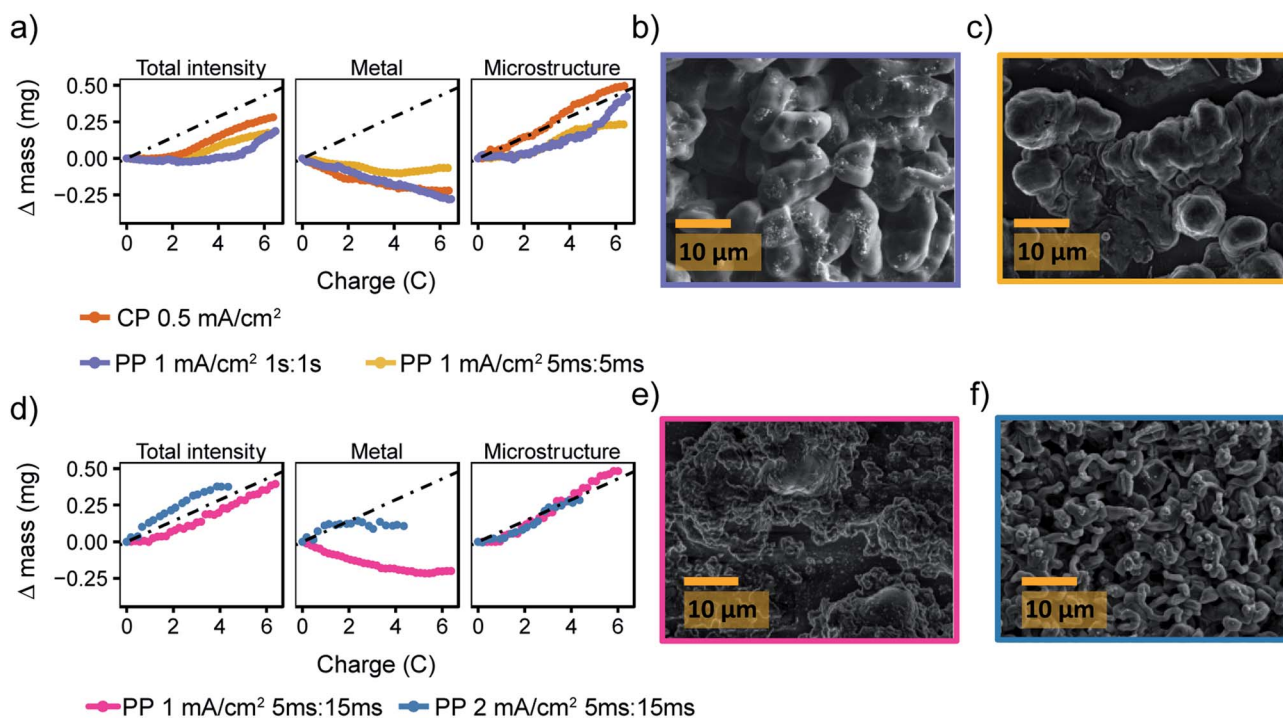 a)
b)
c)
Total intensity
Metal
Microstructure
0.50
0.25
0.00
−0.25
Δ mass (mg)
0 2 4 6
0 2 4 6
0 2 4 6
Charge (C)
10 µm
10 µm
CP 0.5 mA/cm²
PP 1 mA/cm² 1s:1s
PP 1 mA/cm² 5ms:5ms
d)
e)
f)
Total intensity
Metal
Microstructure
0.50
0.25
0.00
−0.25
Δ mass (mg)
0 2 4 6
0 2 4 6
0 2 4 6
Charge (C)
10 µm
10 µm
PP 1 mA/cm² 5ms:15ms
PP 2 mA/cm² 5ms:15ms